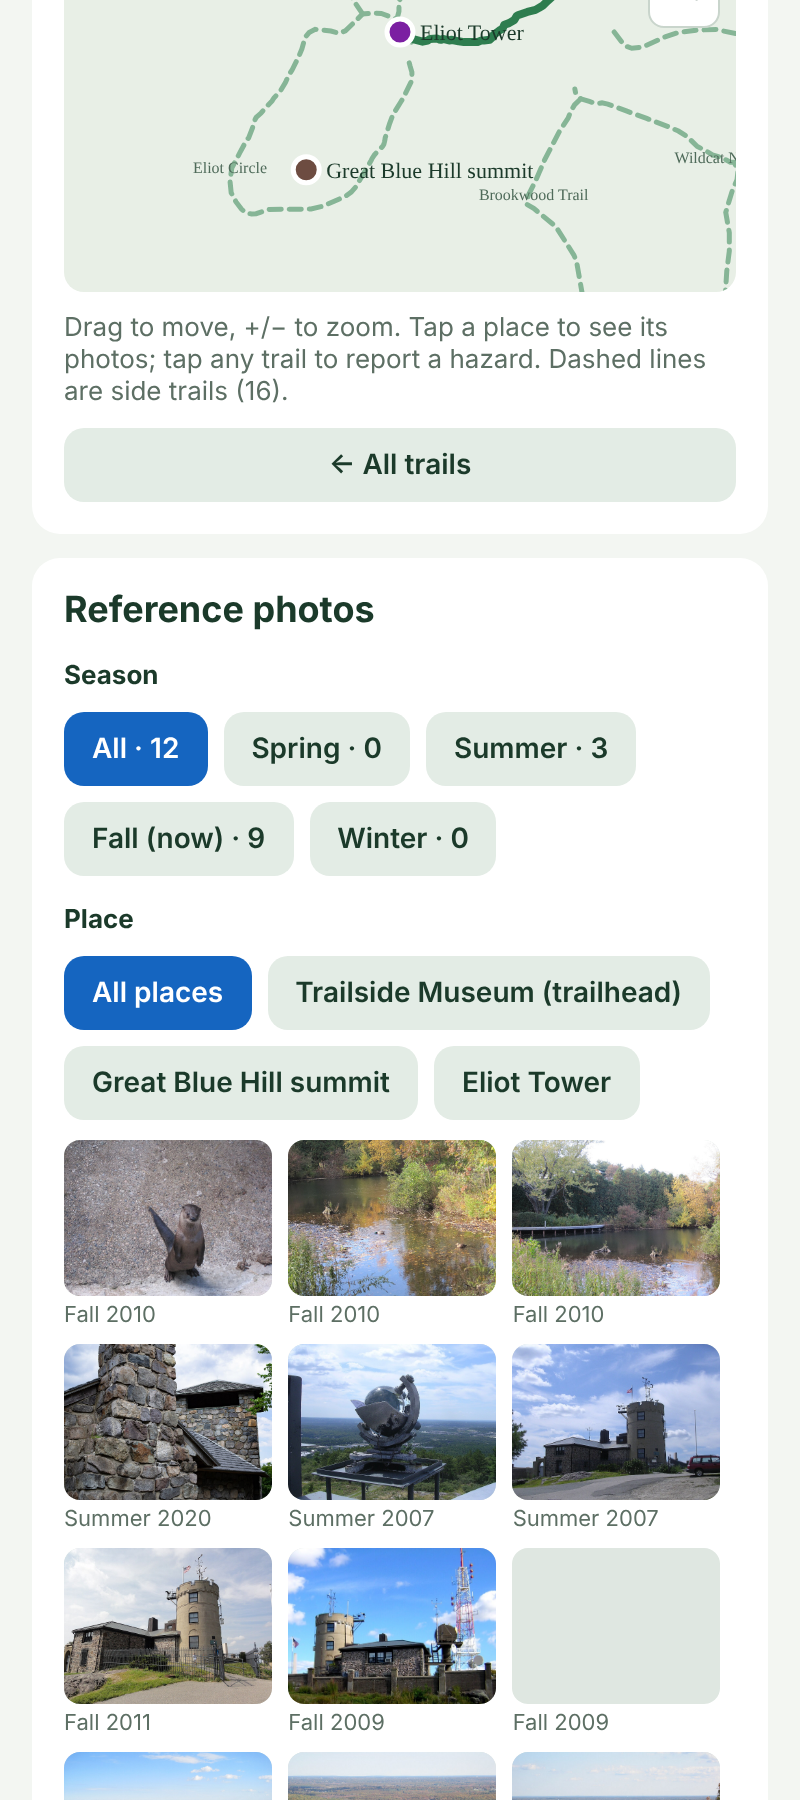 Eliot Tower
Eliot Circle
Great Blue Hill summit
Wildcat N
Brookwood Trail
Drag to move, +/− to zoom. Tap a place to see its
photos; tap any trail to report a hazard. Dashed lines
are side trails (16).
← All trails
Reference photos
Season
All · 12
Spring · 0
Summer · 3
Fall (now) · 9
Winter · 0
Place
All places
Trailside Museum (trailhead)
Great Blue Hill summit
Eliot Tower
Fall 2010
Fall 2010
Fall 2010
Summer 2020
Summer 2007
Summer 2007
Fall 2011
Fall 2009
Fall 2009